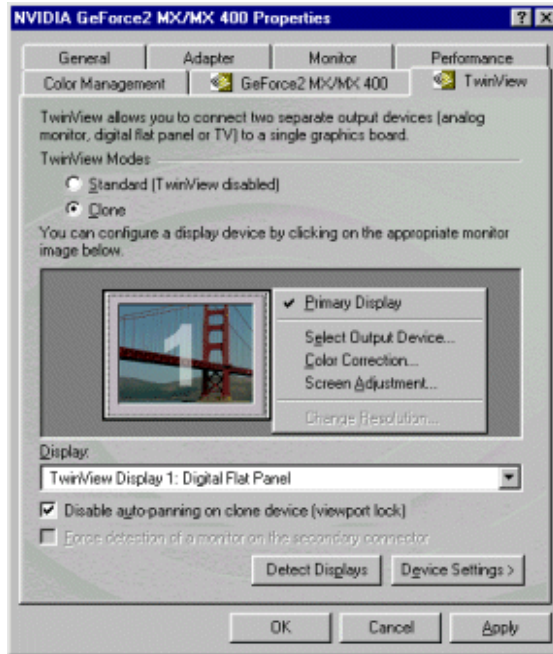 NVIDIA GeForce2 MX/MX 400 Properties
General Adapter Monitor Performance
Color Management GeForce2 MX/MX 400 TwinView
TwinView allows you to connect two separate output devices (analog
monitor, digital flat panel or TV) to a single graphics board.
TwinView Modes
Standard (TwinView disabled)
Clone
You can configure a display device by clicking on the appropriate monitor
image below.
1
Primary Display
Select Output Device...
Color Correction...
Screen Adjustment...
Change Resolution...
Display:
TwinView Display 1: Digital Flat Panel
Disable auto-panning on clone device (viewport lock)
Force detection of a monitor on the secondary connector
Detect Displays Device Settings >
OK Cancel Apply